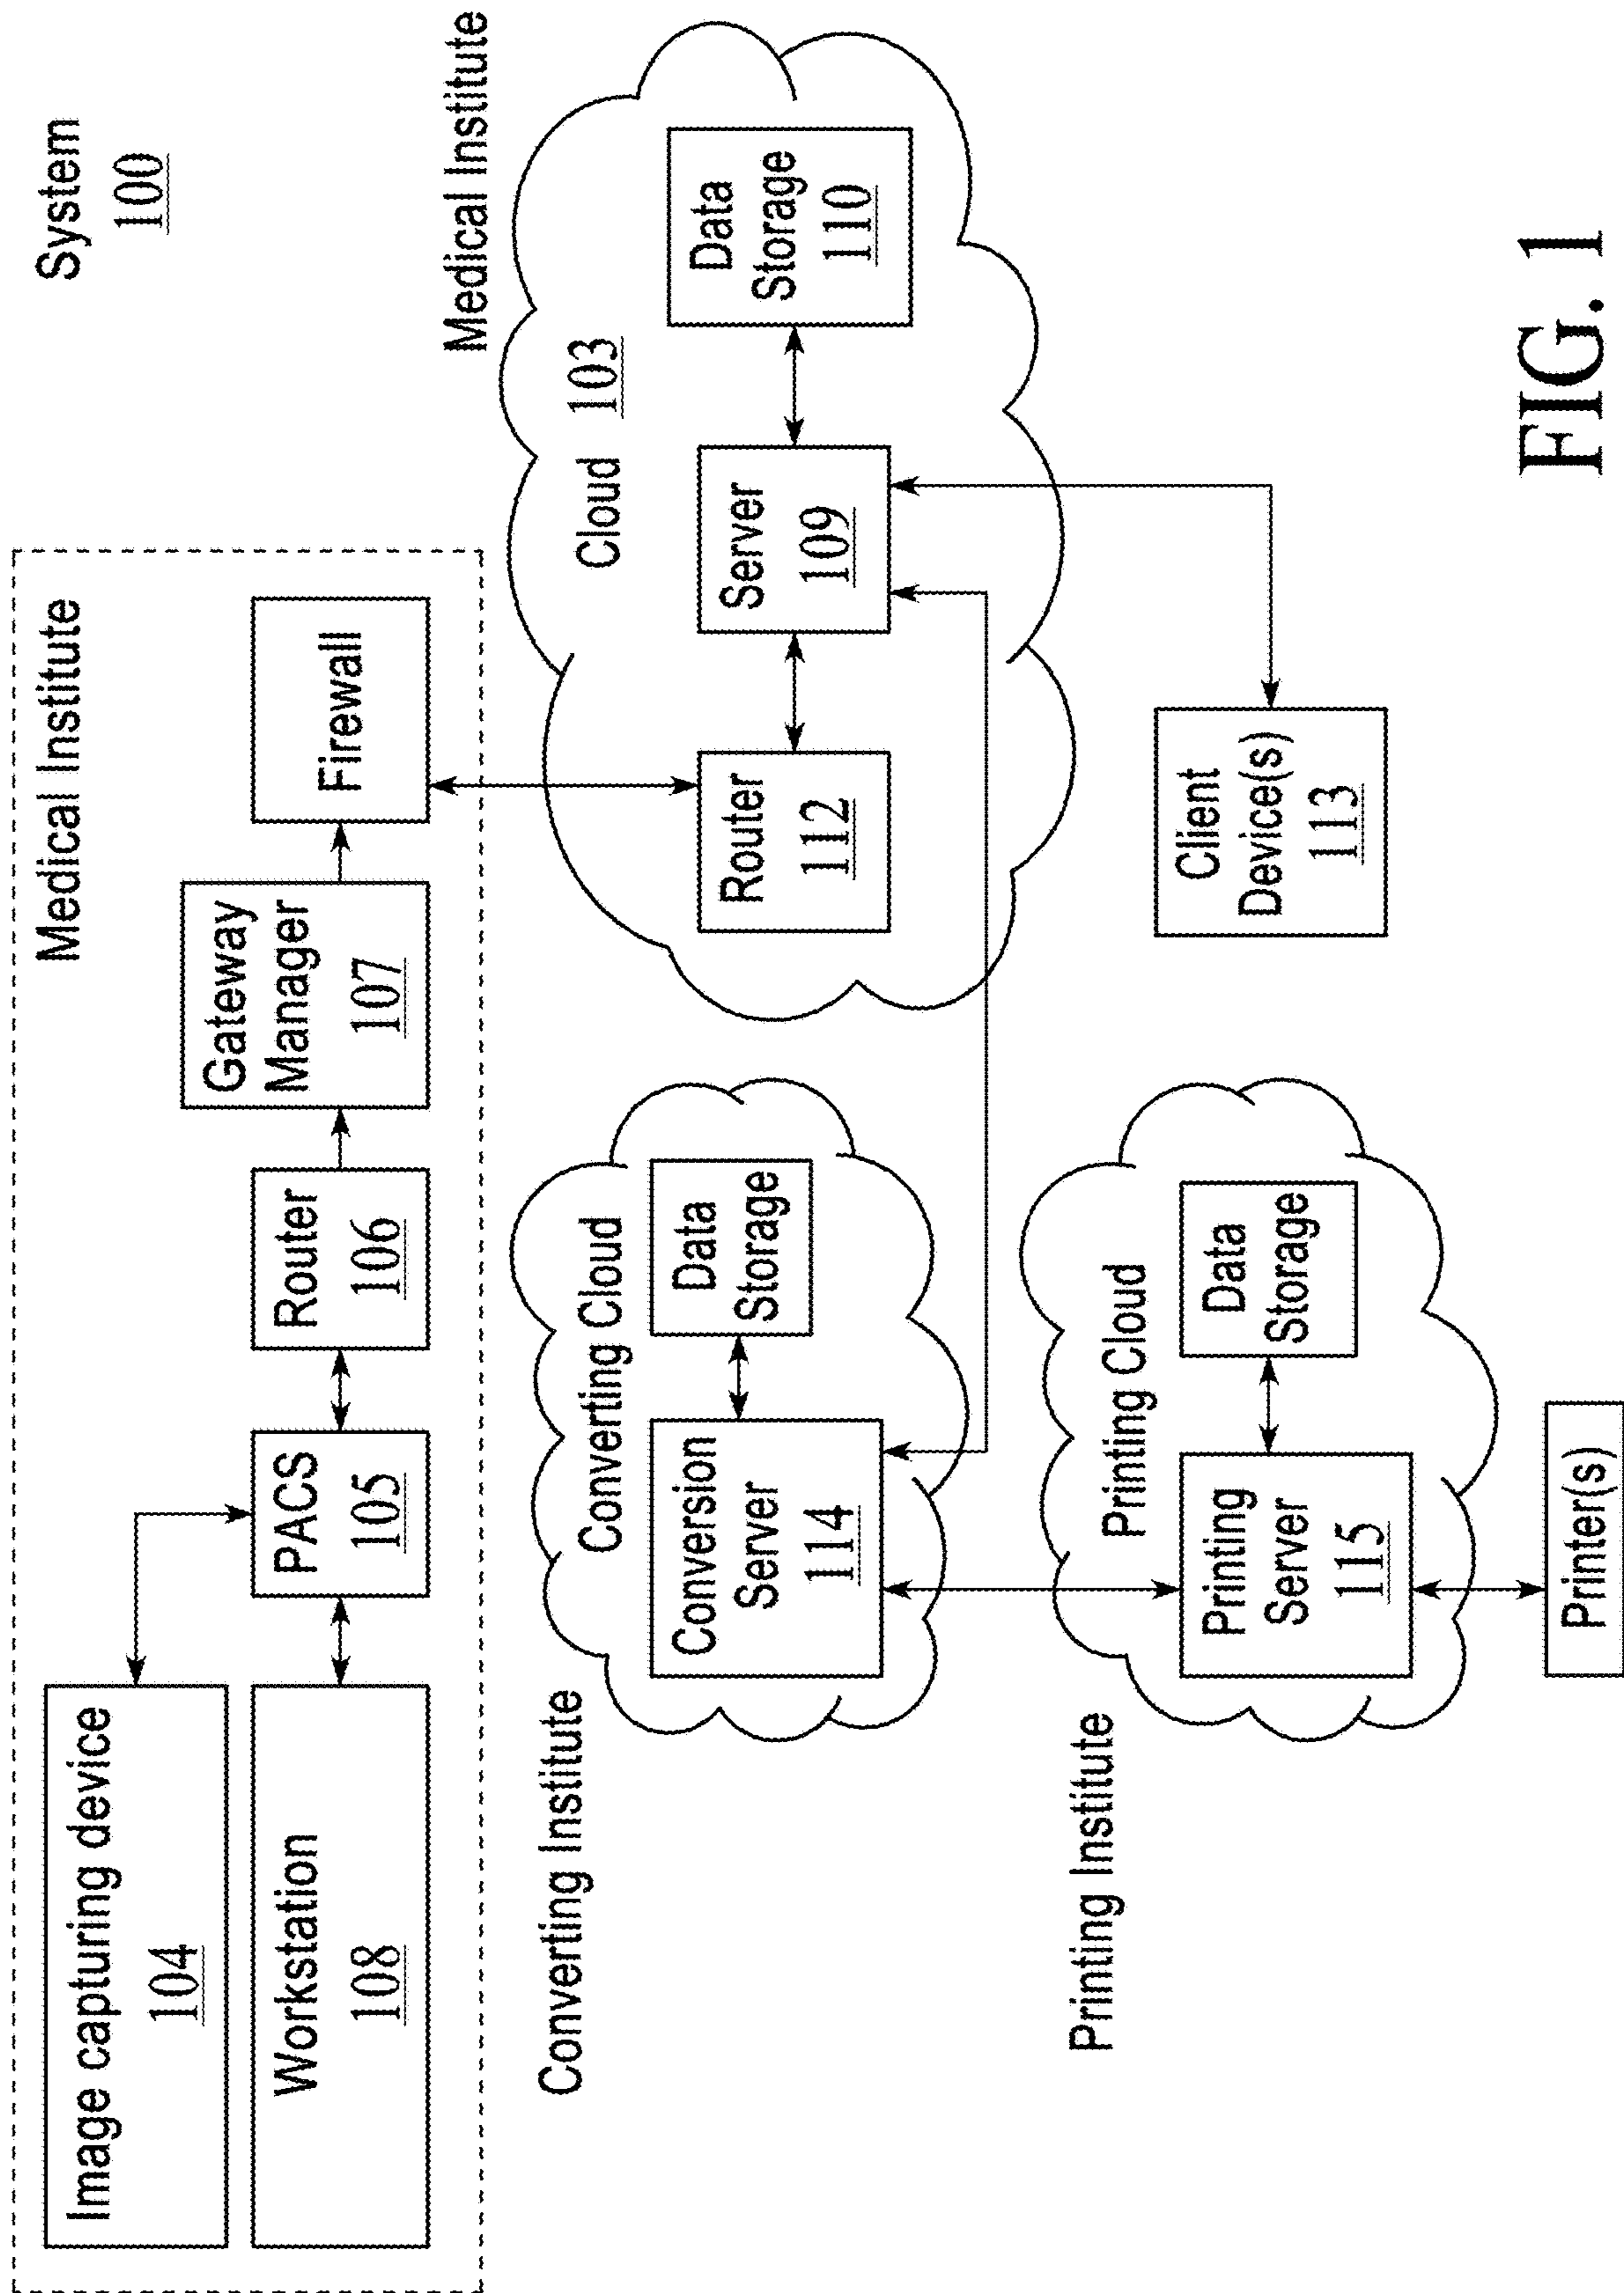 System
100
Medical Institute
Image capturing device
104
Workstation
108
PACS
105
Router
106
Gateway
Manager
107
Firewall
Medical Institute
Cloud 103
Router
112
Server
109
Data
Storage
110
Converting Institute
Converting Cloud
Conversion
Server
114
Data
Storage
Client
Device(s)
113
Printing Institute
Printing Cloud
Printing
Server
115
Data
Storage
Printer(s)
FIG. 1